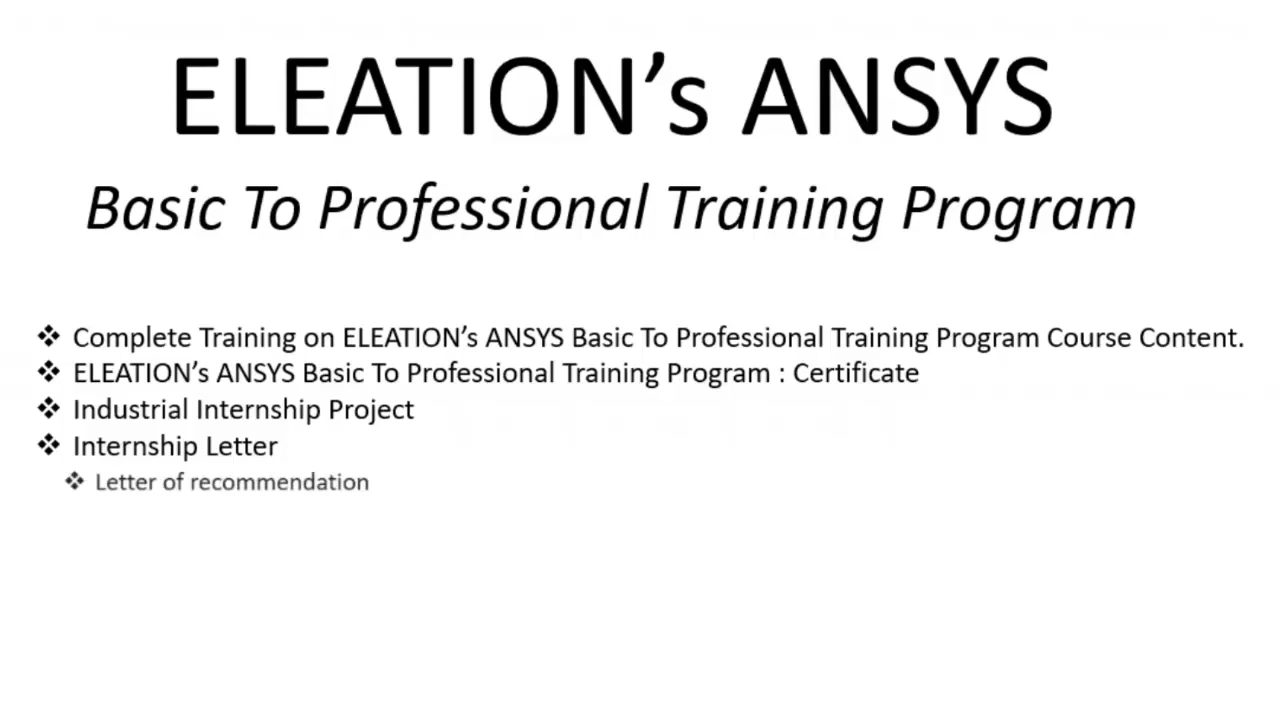 ELEATION’s ANSYS
Basic To Professional Training Program
❖ Complete Training on ELEATION’s ANSYS Basic To Professional Training Program Course Content.
❖ ELEATION’s ANSYS Basic To Professional Training Program : Certificate
❖ Industrial Internship Project
❖ Internship Letter
❖ Letter of recommendation